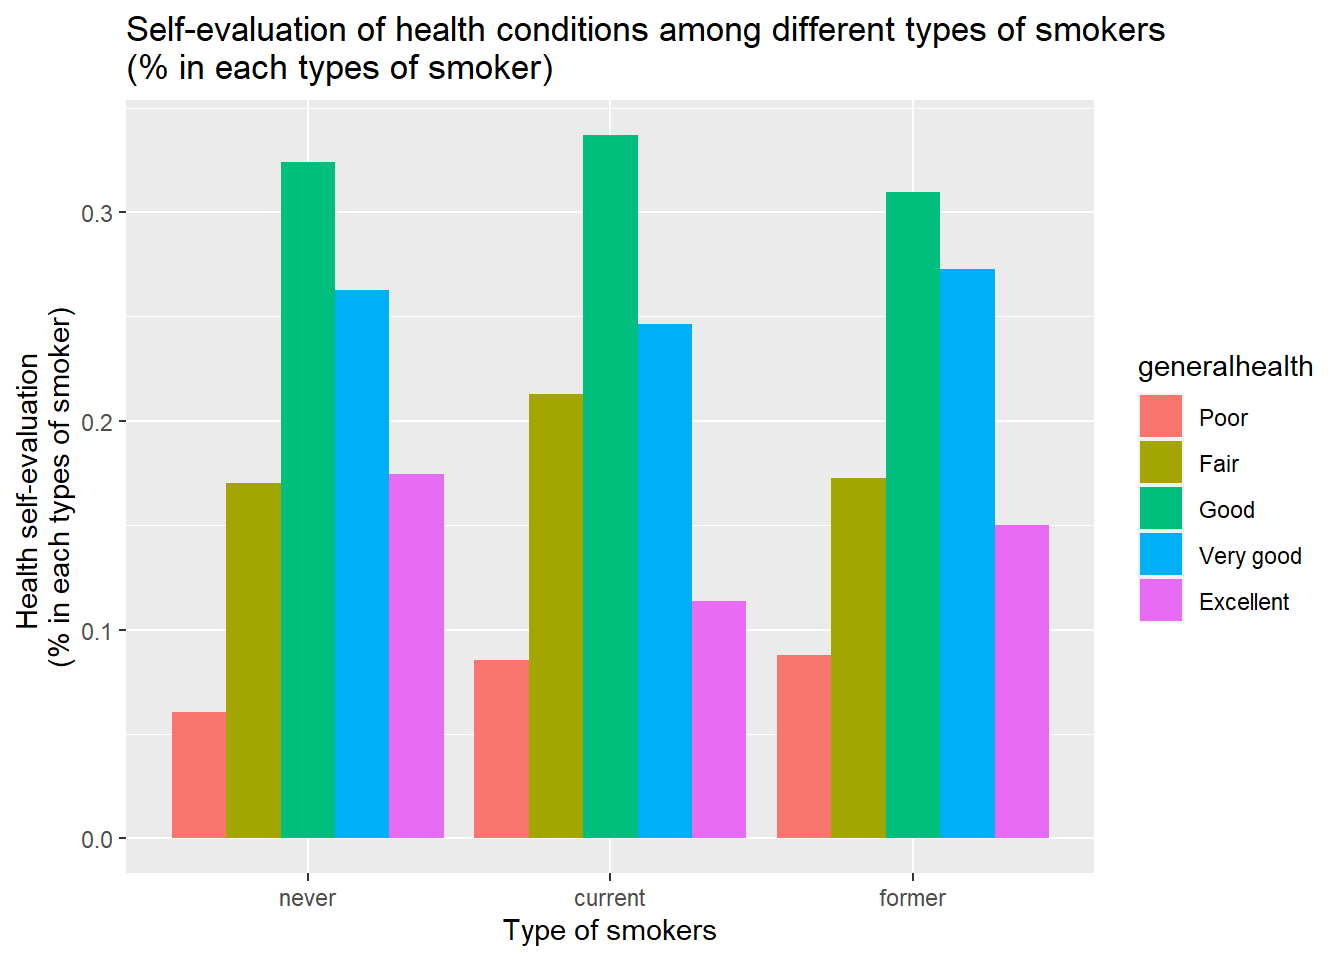 Self-evaluation of health conditions among different types of smokers
(% in each types of smoker)
Health self-evaluation
(% in each types of smoker)
0.3
0.2
0.1
0.0
never
current
former
Type of smokers
generalhealth
Poor
Fair
Good
Very good
Excellent